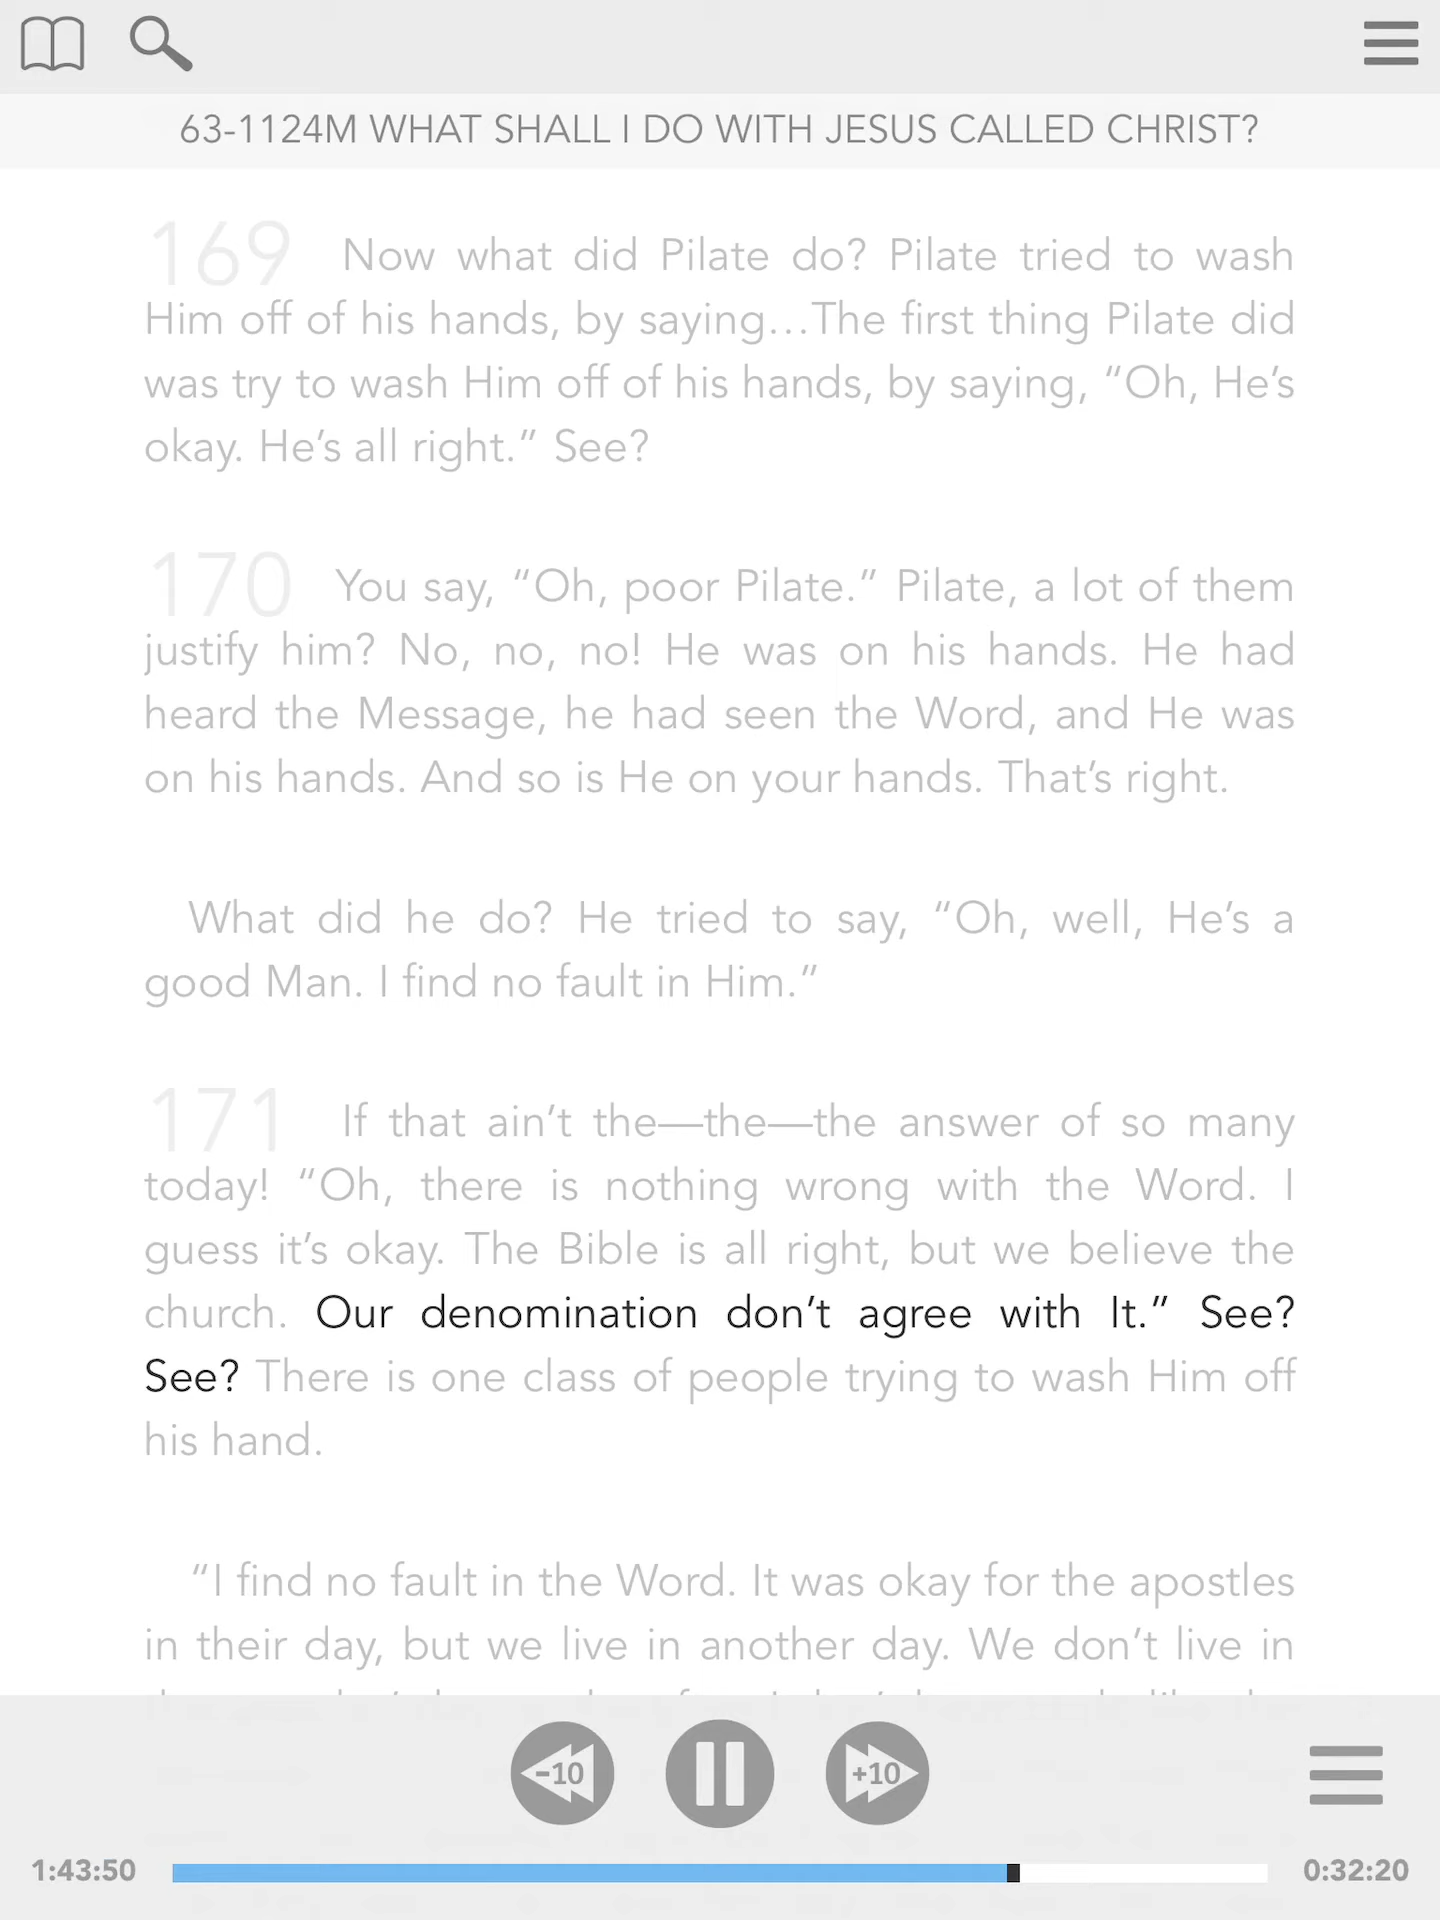 63-1124M WHAT SHALL I DO WITH JESUS CALLED CHRIST?
169 Now what did Pilate do? Pilate tried to wash
Him off of his hands, by saying…The first thing Pilate did
was try to wash Him off of his hands, by saying, “Oh, He’s
okay. He’s all right.” See?
170 You say, “Oh, poor Pilate.” Pilate, a lot of them
justify him? No, no, no! He was on his hands. He had
heard the Message, he had seen the Word, and He was
on his hands. And so is He on your hands. That’s right.
What did he do? He tried to say, “Oh, well, He’s a
good Man. I find no fault in Him.”
171 If that ain’t the—the—the answer of so many
today! “Oh, there is nothing wrong with the Word. I
guess it’s okay. The Bible is all right, but we believe the
church. Our denomination don’t agree with It.” See?
See? There is one class of people trying to wash Him off
his hand.
“I find no fault in the Word. It was okay for the apostles
in their day, but we live in another day. We don’t live in
-10
+10
1:43:50
0:32:20